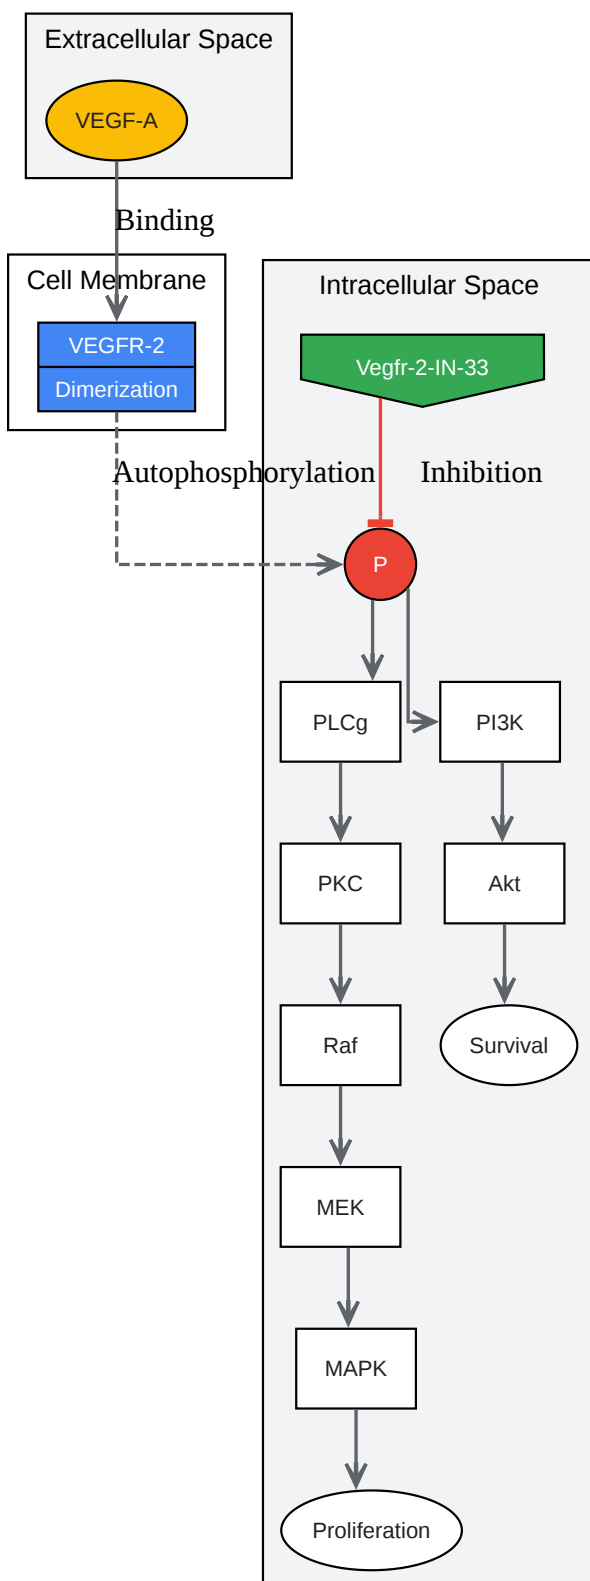 Extracellular Space
VEGF-A
Binding
Cell Membrane
VEGFR-2
Dimerization
Intracellular Space
Vegfr-2-IN-33
Autophosphorylation
Inhibition
P
PLCg
PI3K
PKC
Akt
Raf
Survival
MEK
MAPK
Proliferation